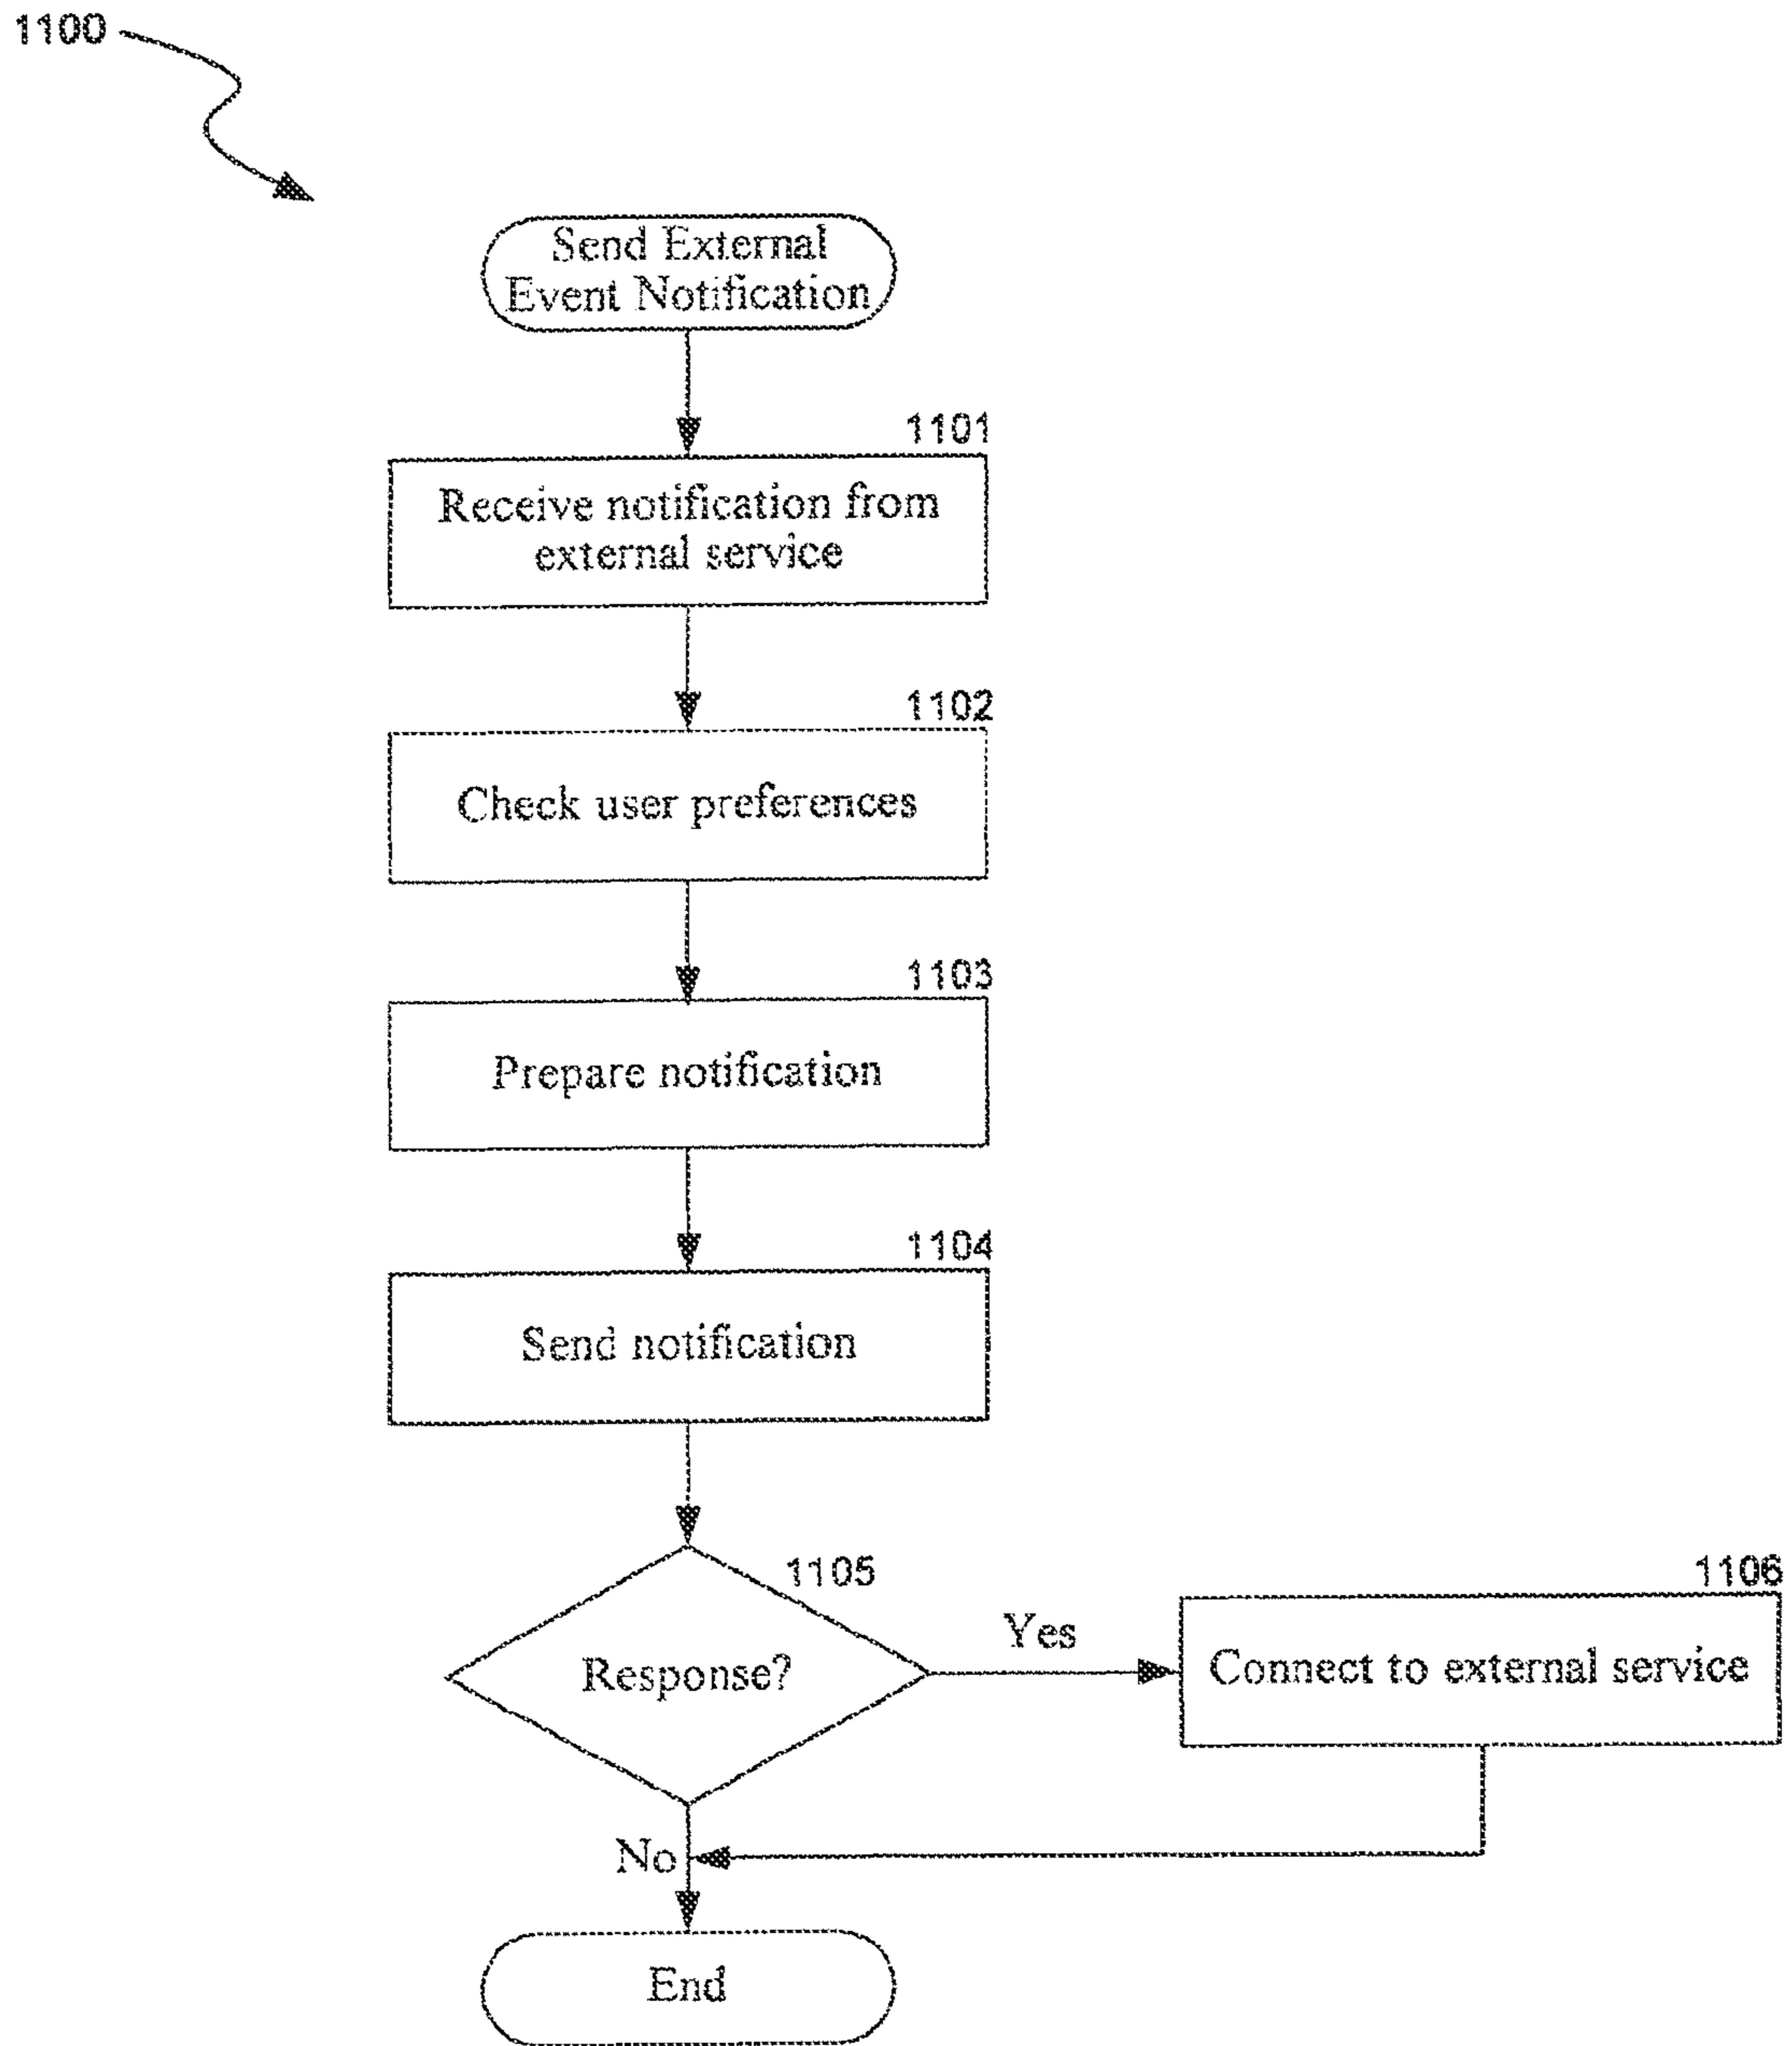 1100
Send External
Event Notification
1101
Receive notification from
external service
1102
Check user preferences
1103
Prepare notification
1104
Send notification
1105
Response?
Yes
1106
Connect to external service
No
End